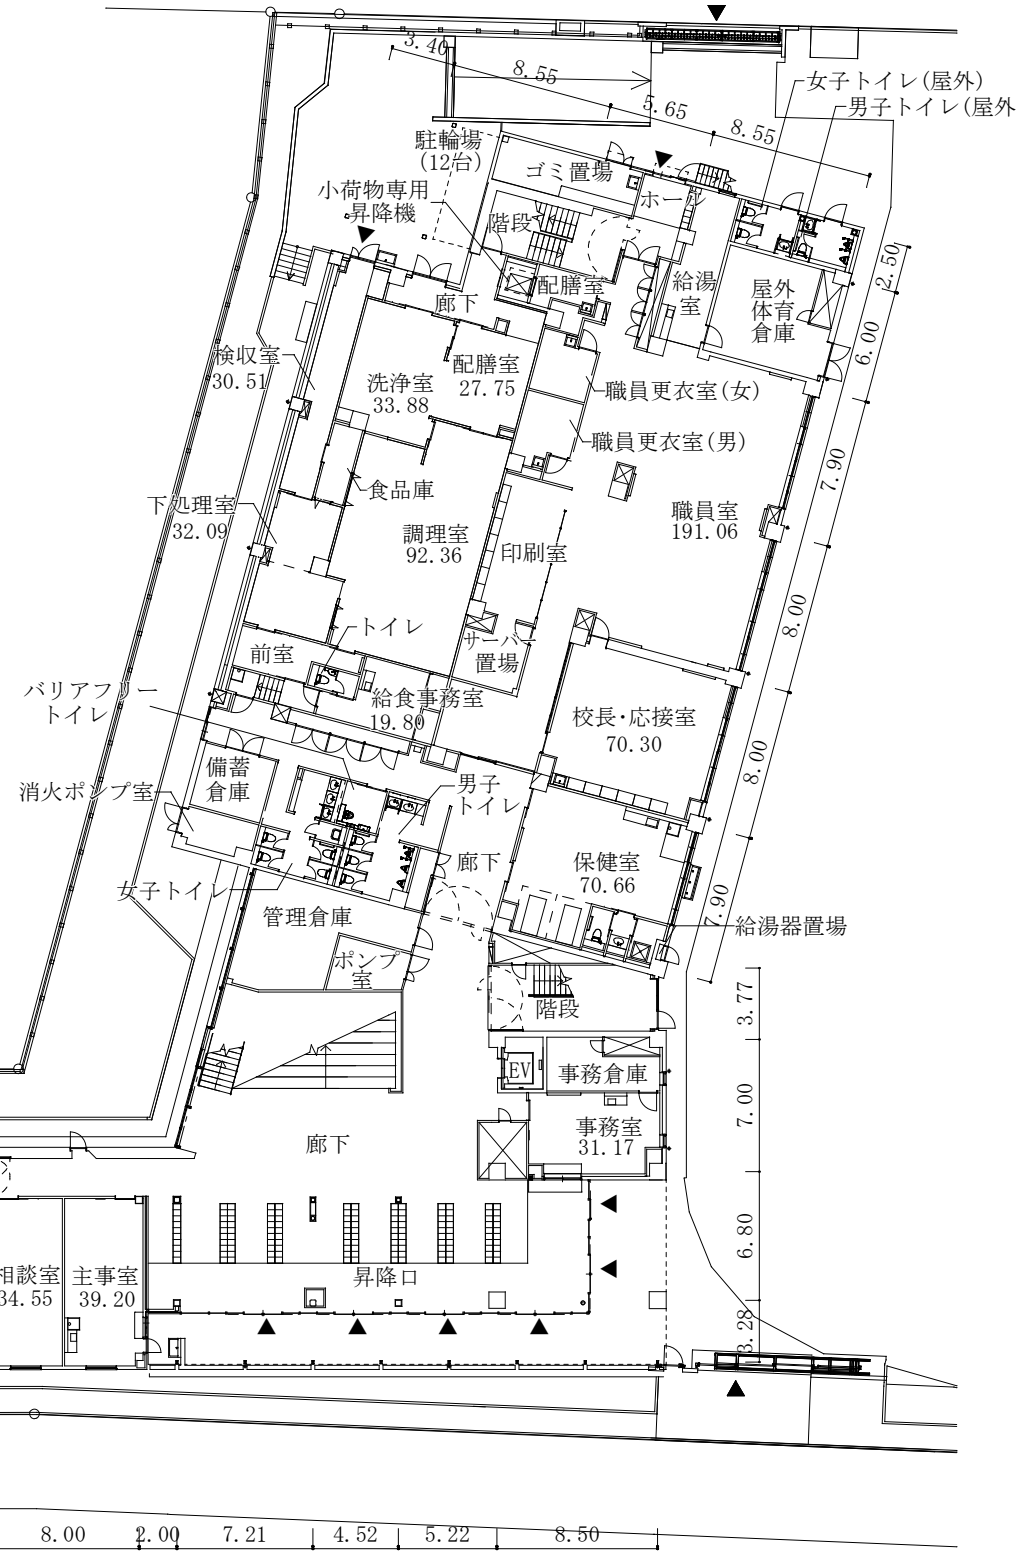 3.40
8.55
5.65
8.55
女子トイレ(屋外)
男子トイレ(屋外
駐輪場
(12台)
ゴミ置場
ホール
小荷物専用
昇降機
階段
2.50
配膳室
給湯
室
屋外
体育
倉庫
廊下
6.00
検収室
30.51
配膳室
27.75
洗浄室
33.88
職員更衣室(女)
職員更衣室(男)
7.90
食品庫
下処理室
32.09
職員室
191.06
調理室
92.36
印刷室
8.00
トイレ
サーバー
置場
前室
バリアフリー
トイレ
給食事務室
19.80
校長・応接室
70.30
8.00
備蓄
倉庫
男子
トイレ
消火ポンプ室
廊下
保健室
70.66
女子トイレ
7.90
管理倉庫
給湯器置場
ポンプ
室
3.77
階段
EV
事務倉庫
7.00
事務室
31.17
廊下
6.80
相談室
34.55
主事室
39.20
昇降口
3.28
8.00
2.00
7.21
4.52
5.22
8.50